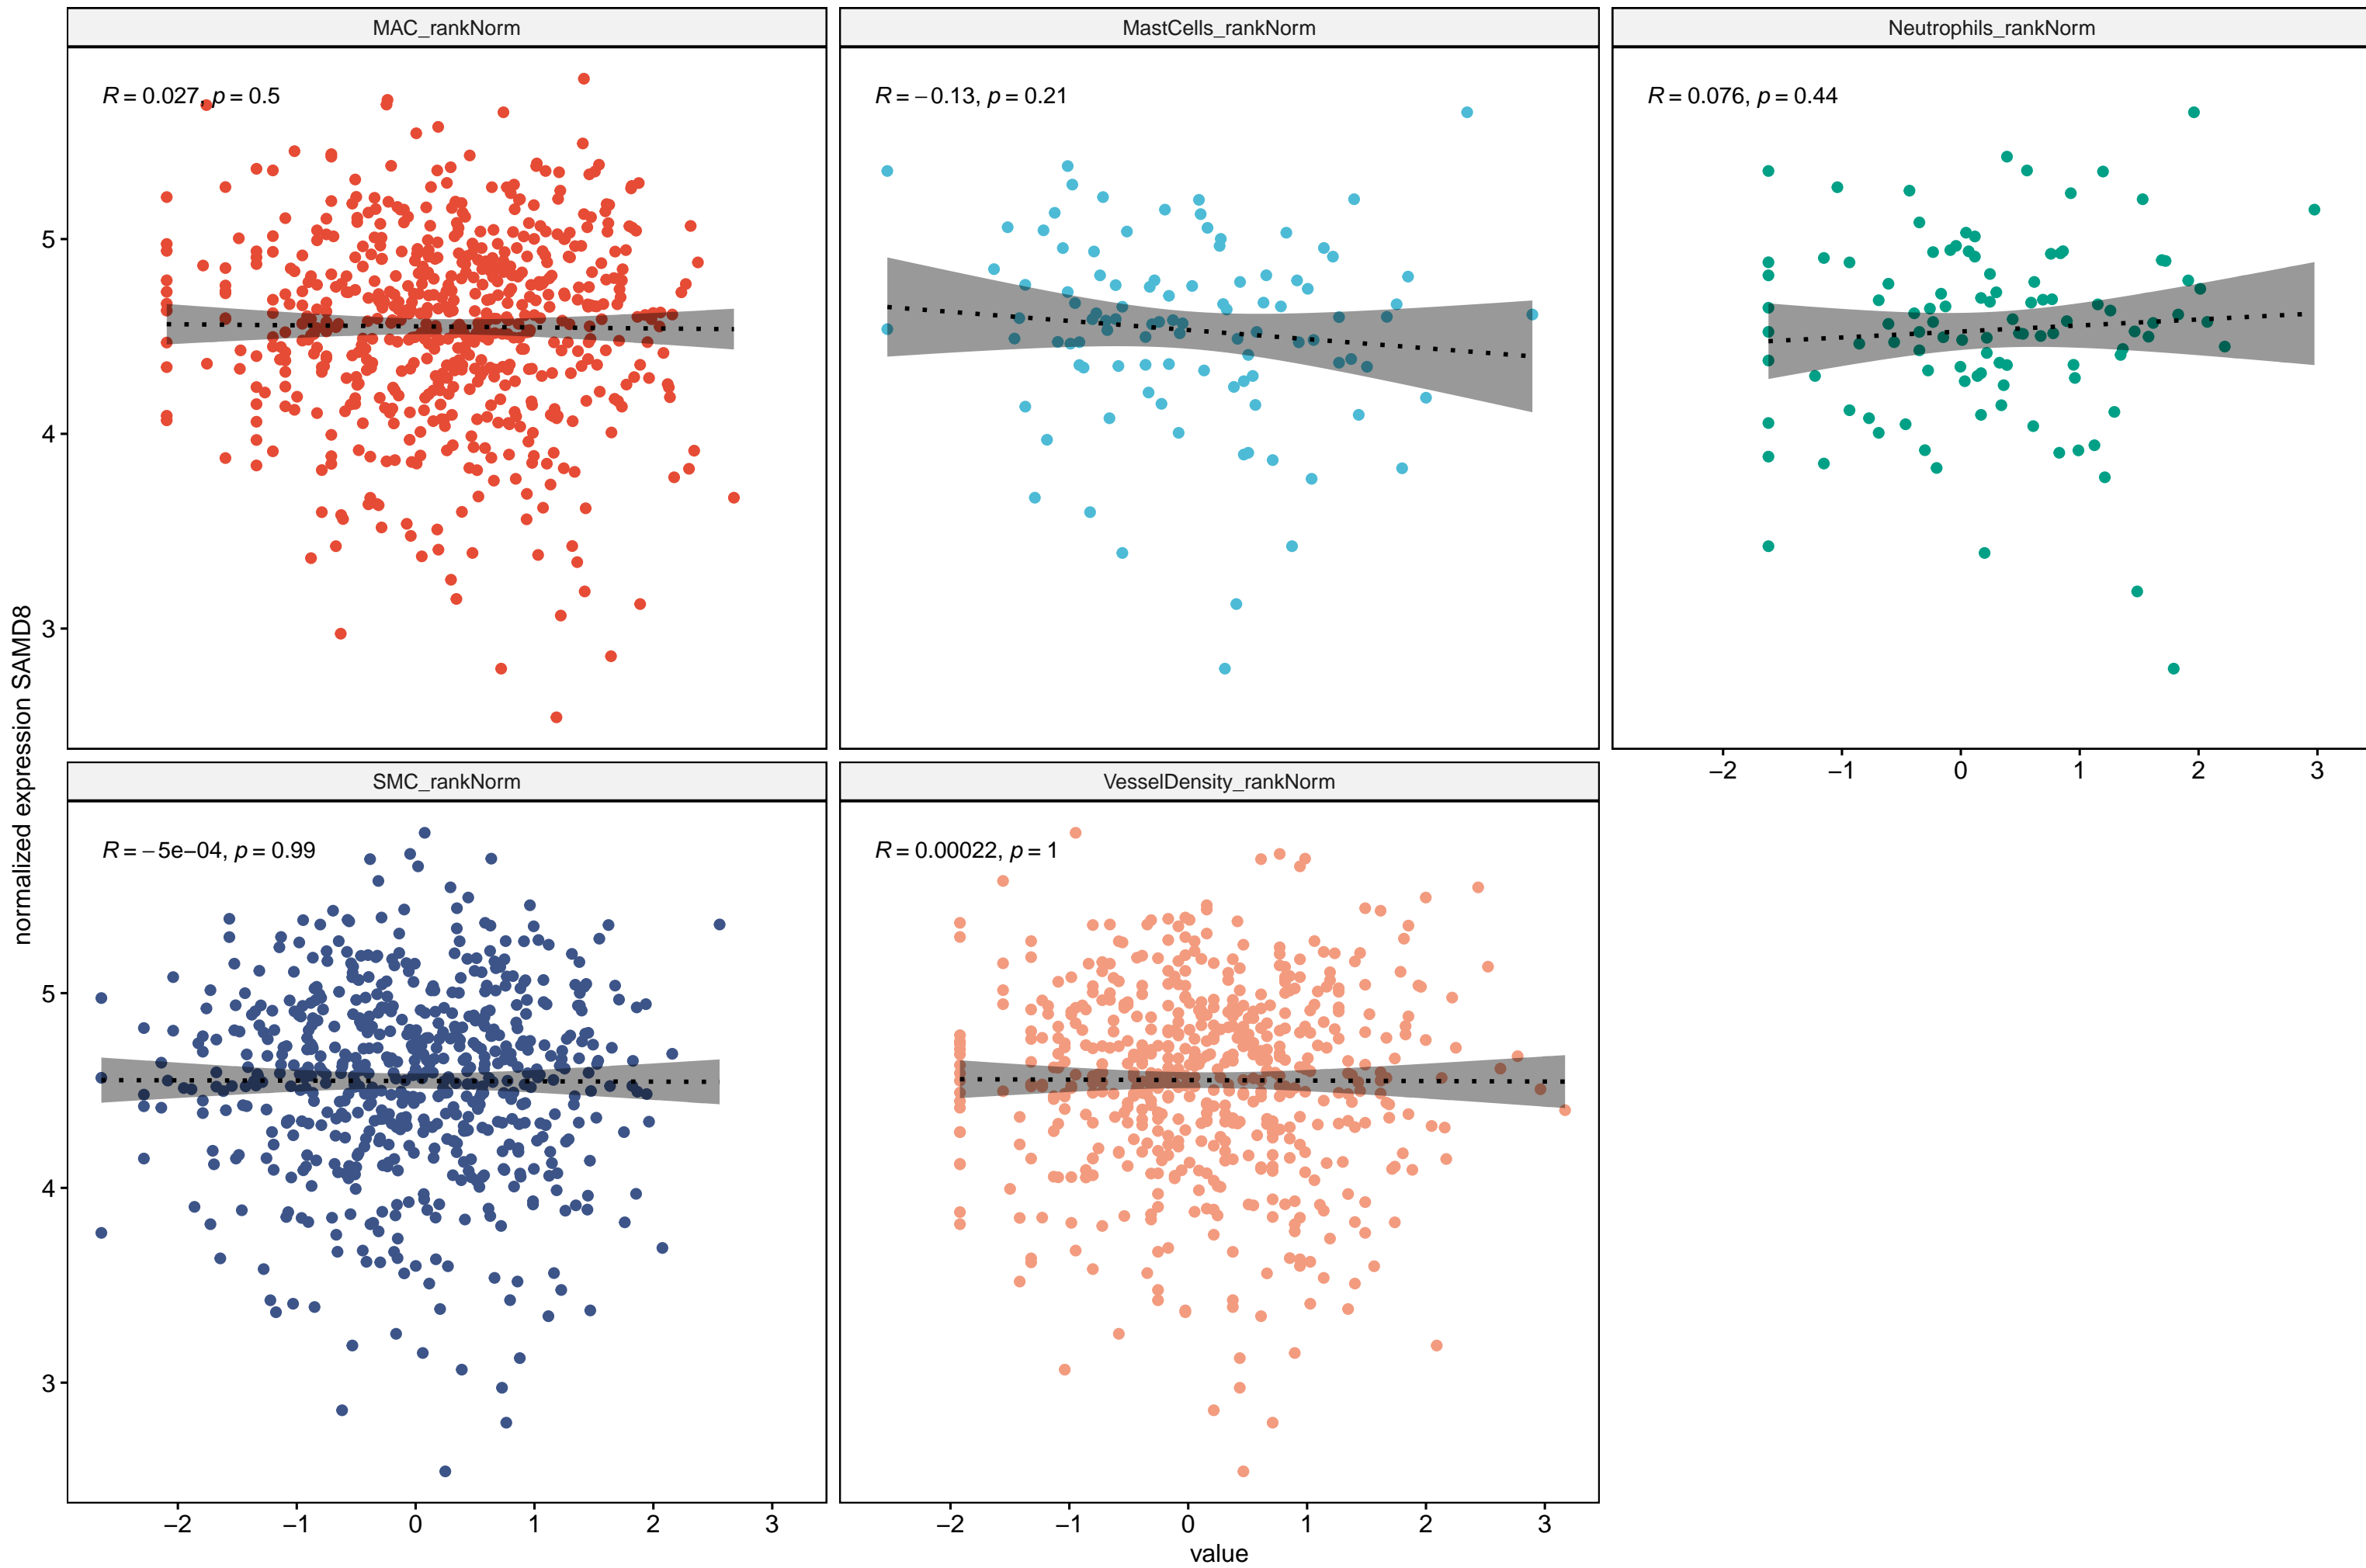 MAC_rankNorm
MastCells_rankNorm
Neutrophils_rankNorm
R = 0.027, p = 0.5
R = −0.13, p = 0.21
R = 0.076, p = 0.44
5
4
3
−2 −1 0 1 2 3
SMC_rankNorm
VesselDensity_rankNorm
R = −5e−04, p = 0.99
R = 0.00022, p = 1
5
4
3
−2 −1 0 1 2 3
−2 −1 0 1 2 3
value
normalized expression SAMD8